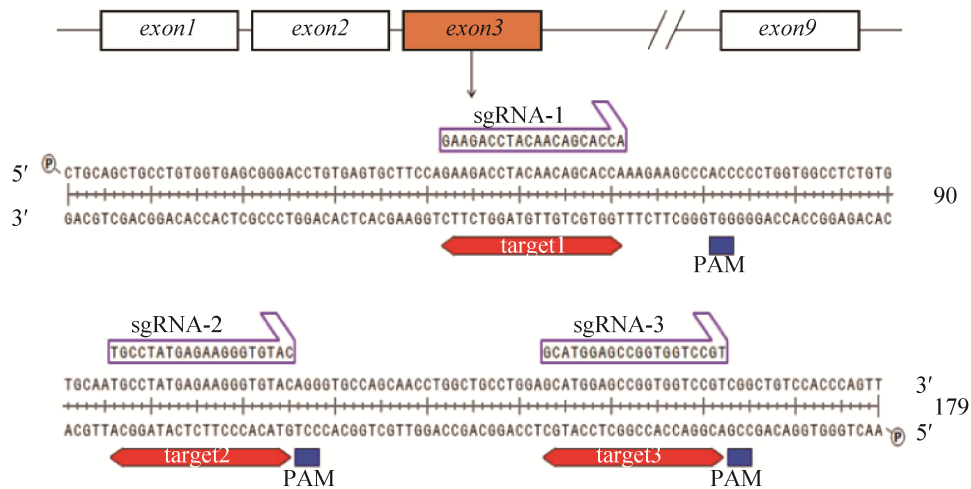 exon1 exon2 exon3 exon9
sgRNA-1
GAAGACCTACAACAGCACCA
P
5′ CTGCAGCTGCCTGTGGTGAGCGGGACCTGTGAGTGCTTCCAGAAGACCTACAACAGCACCAAAGAAGCCCACCCCCTGGTGGCCTCTGTG
90
3′ GACGTCGACGGACACCACTCGCCCTGGACACTCACGAAGGTCTTCTGGATGTTGTCGTGGTTTCTTCGGGTGGGGGACCACCGGAGACAC
target1
PAM
sgRNA-2 sgRNA-3
TGCCTATGAGAAGGGTGTAC GCATGGAGCCGGTGGTCCGT
TGCAATGCCTATGAGAAGGGTGTACAGGGTGCCAGCAACCTGGCTGCCTGGAGCATGGAGCCGGTGGTCCGTCGGCTGTCCACCCAGTT 3′
179
ACGTTACGGATACTCTTCCCACATGTCCCACGGTCGTTGGACCGACGGACCTCGTACCTCGGCCACCAGGCAGCCGACAGGTGGGTCAA P 5′
target2 target3
PAM PAM